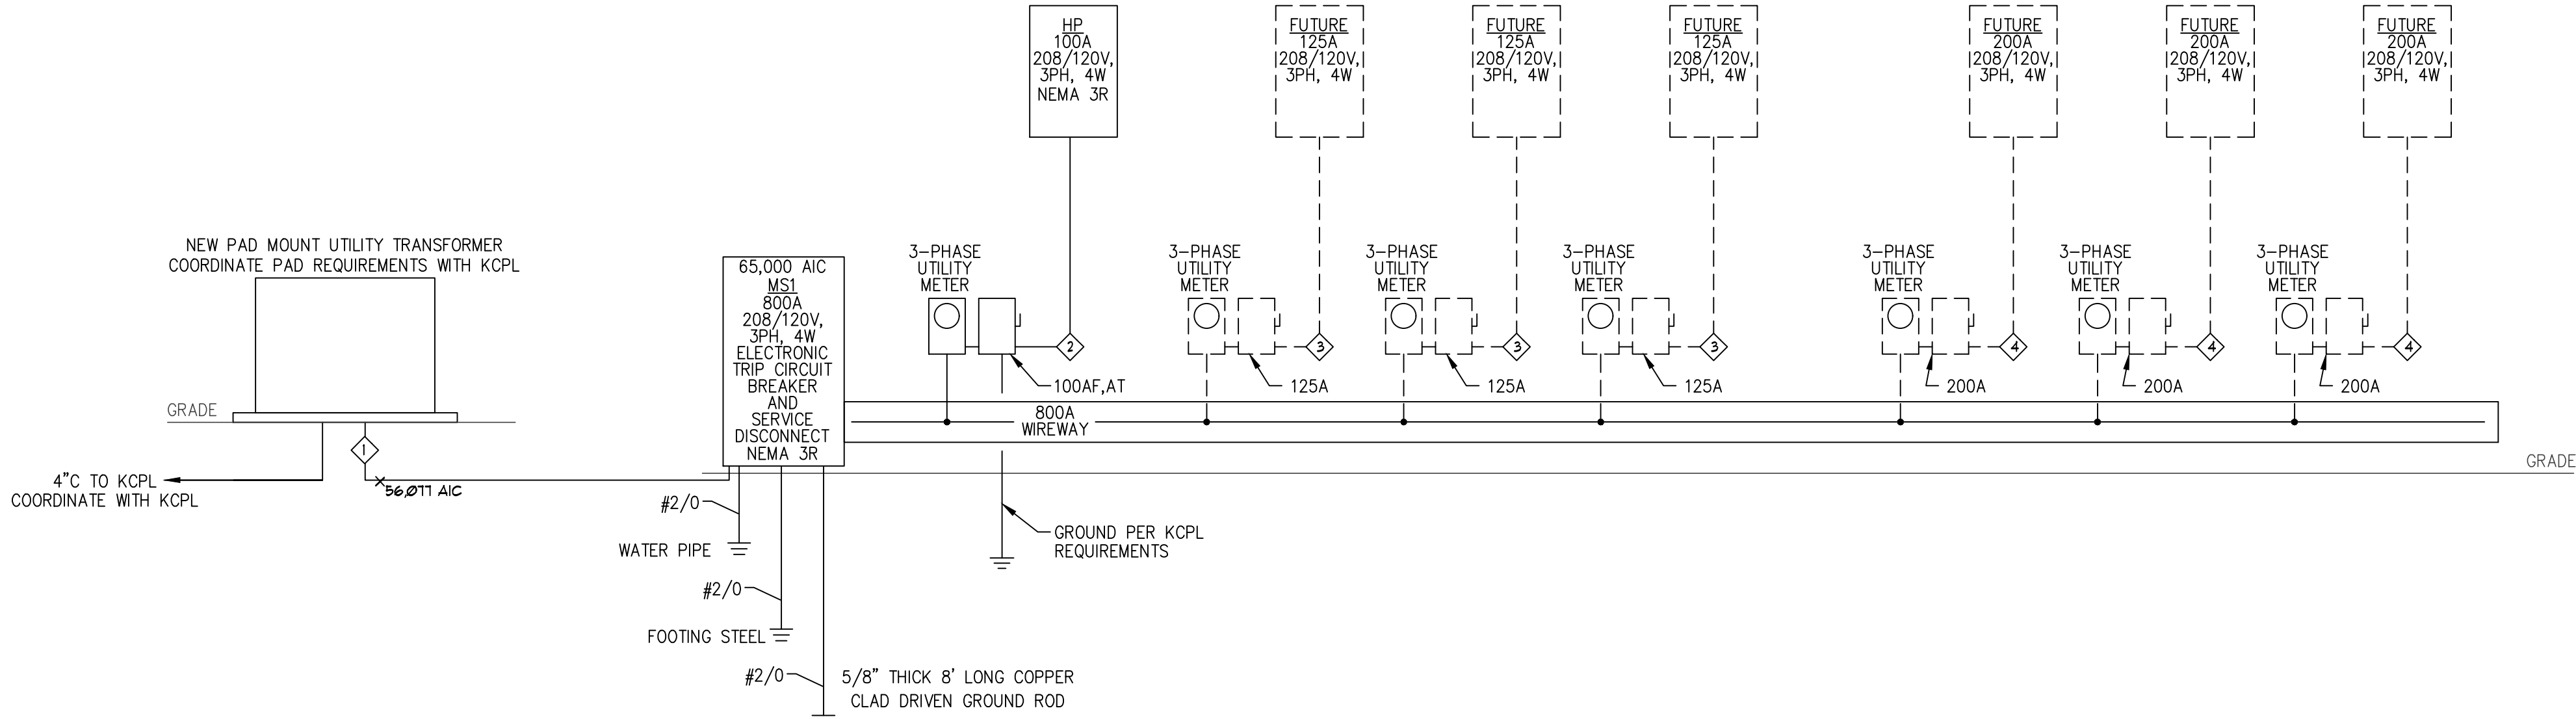 HP
100A
208/120V,
3PH, 4W
NEMA 3R
FUTURE
125A
208/120V,
3PH, 4W
FUTURE
125A
208/120V,
3PH, 4W
FUTURE
125A
208/120V,
3PH, 4W
FUTURE
200A
208/120V,
3PH, 4W
FUTURE
200A
208/120V,
3PH, 4W
FUTURE
200A
208/120V,
3PH, 4W
NEW PAD MOUNT UTILITY TRANSFORMER
COORDINATE PAD REQUIREMENTS WITH KCPL
GRADE
1
4"C TO KCPL
COORDINATE WITH KCPL
56,077 AIC
65,000 AIC
MS1
800A
208/120V,
3PH, 4W
ELECTRONIC
TRIP CIRCUIT
BREAKER
AND
SERVICE
DISCONNECT
NEMA 3R
3-PHASE
UTILITY
METER
2
100AF,AT
3-PHASE
UTILITY
METER
3
125A
3-PHASE
UTILITY
METER
3
125A
3-PHASE
UTILITY
METER
3
125A
3-PHASE
UTILITY
METER
4
200A
3-PHASE
UTILITY
METER
4
200A
3-PHASE
UTILITY
METER
4
200A
800A
WIREWAY
GRADE
#2/0
WATER PIPE
GROUND PER KCPL
REQUIREMENTS
#2/0
FOOTING STEEL
#2/0
5/8" THICK 8' LONG COPPER
CLAD DRIVEN GROUND ROD